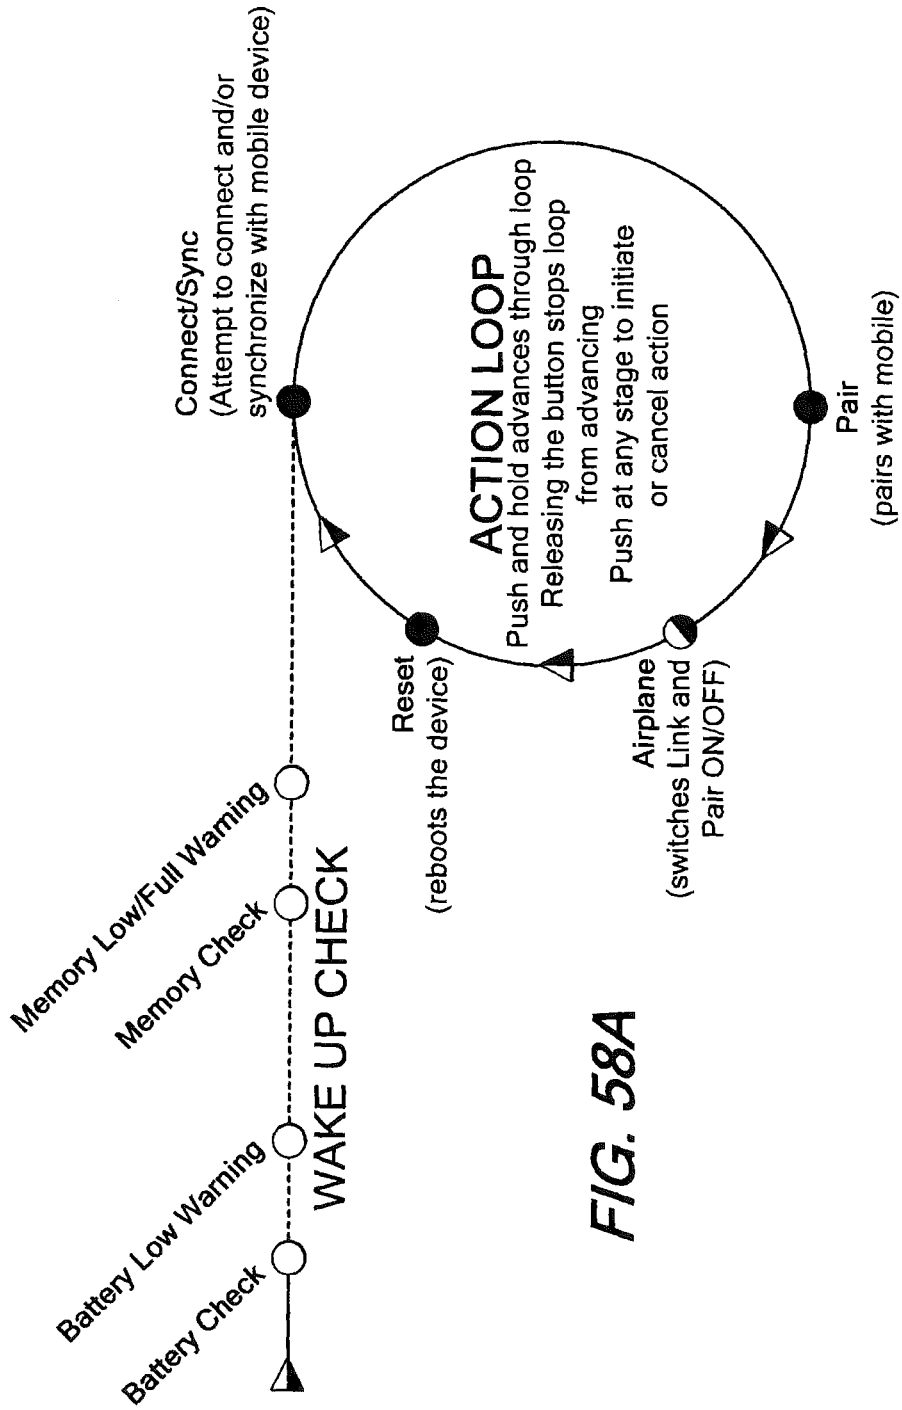 Battery Check
Battery Low Warning
Memory Check
Memory Low/Full Warning
WAKE UP CHECK
Connect/Sync
(Attempt to connect and/or
synchronize with mobile device)
Reset
(reboots the device)
ACTION LOOP
Push and hold advances through loop
Releasing the button stops loop
from advancing
Push at any stage to initiate
or cancel action
Airplane
(switches Link and
Pair ON/OFF)
Pair
(pairs with mobile)
FIG. 58A